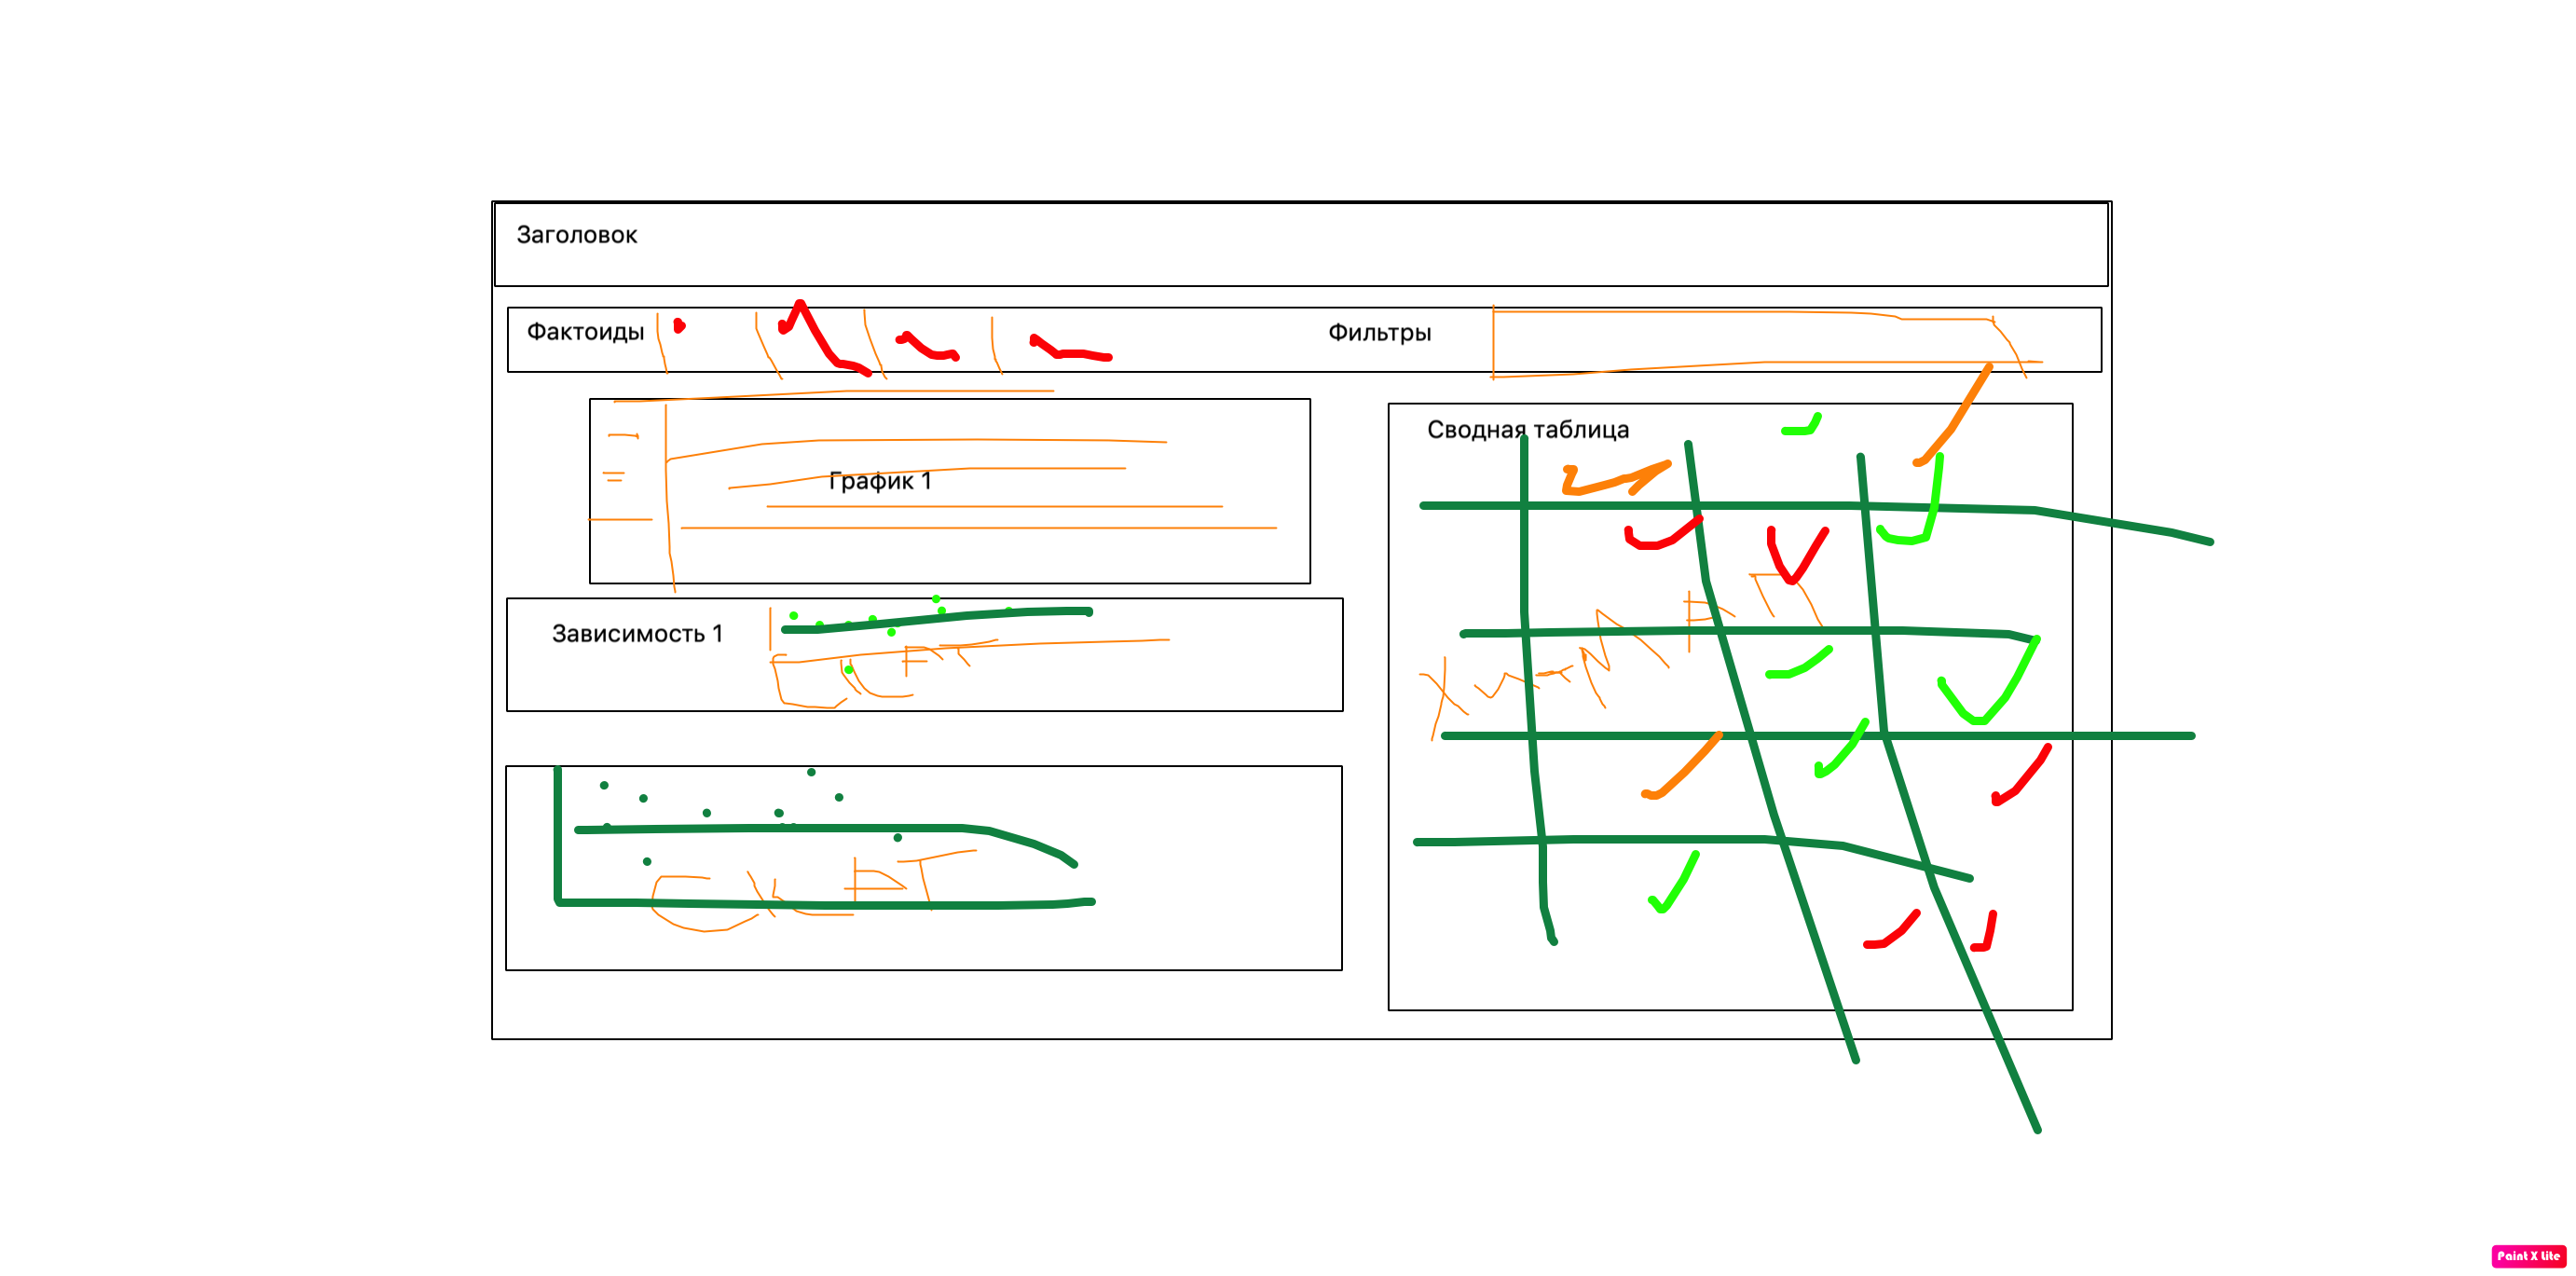 Заголовок
Фактоиды Фильтры
Сводная таблица
График 1
Зависимость 1
Paint X Lite